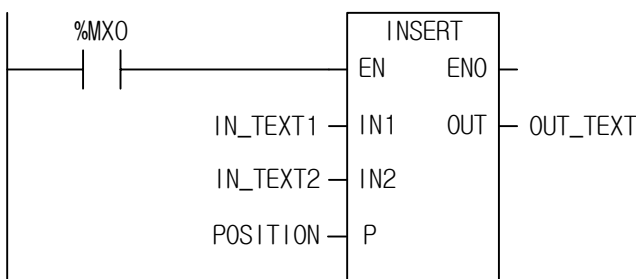 %MX0 INSERT
EN ENO
IN_TEXT1 IN1 OUT OUT_TEXT
IN_TEXT2 IN2
POSITION P